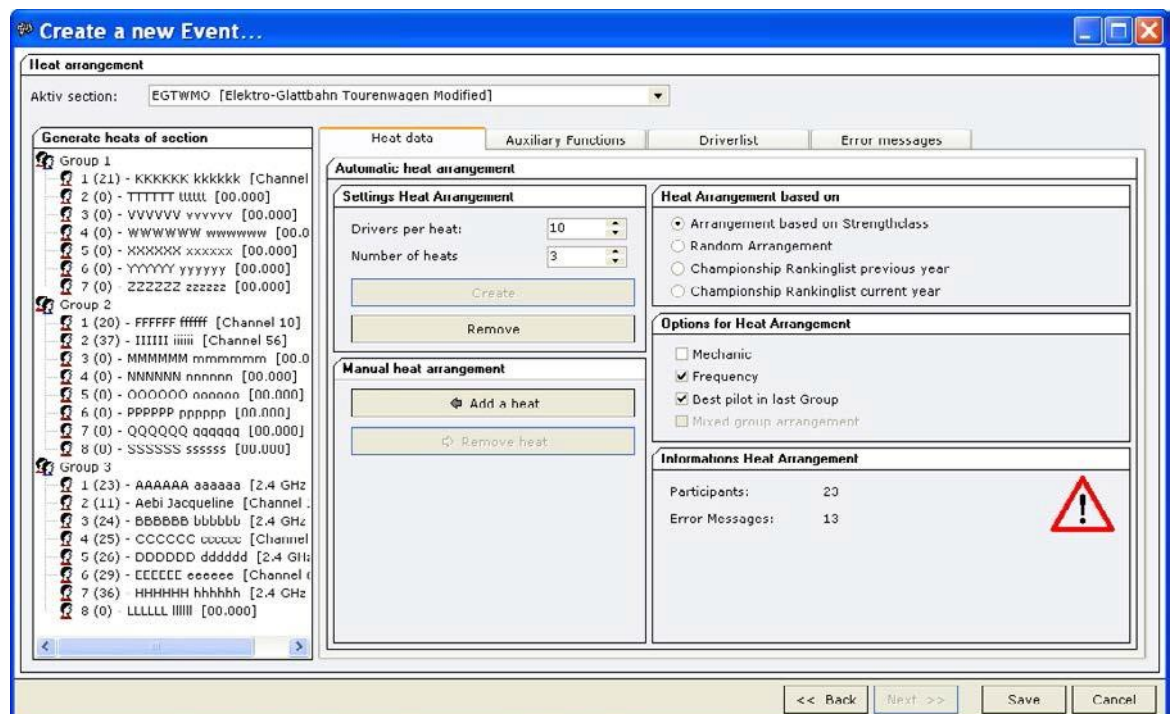 Create a new Event...
Heat arrangement
Aktiv section: EGTWMO [Elektro-Glattbahn Tourenwagen Modified]
Generate heats of section
Group 1
1 (21) - KKKKKK kkkkkk [Channel
2 (0) - TTTTTT tttttt [00.000]
3 (0) - VVVVVV vvvvvv [00.000]
4 (0) - WWWWWW wwwwww [00.0
5 (0) - XXXXXX xxxxxx [00.000]
6 (0) - YYYYYY yyyyyy [00.000]
7 (0) - ZZZZZZ zzzzzz [00.000]
Group 2
1 (20) - FFFFFF ffffff [Channel 10]
2 (37) - IIIIII iiiiii [Channel 56]
3 (0) - MMMMMM mmmmmm [00.0
4 (0) - NNNNNN nnnnnn [00.000]
5 (0) - OOOOOO oooooo [00.000]
6 (0) - PPPPPP pppppp [00.000]
7 (0) - QQQQQQ qqqqqq [00.000]
8 (0) - SSSSSS ssssss [00.000]
Group 3
1 (23) - AAAAAA aaaaaa [2.4 GHz
2 (11) - Aebi Jacqueline [Channel
3 (24) - BBBBBB bbbbbb [2.4 GHz
4 (25) - CCCCCC cccccc [Channel
5 (26) - DDDDDD dddddd [2.4 GHz
6 (29) - EEEEEE eeeeee [Channel
7 (36) - HHHHHH hhhhhh [2.4 GHz
8 (0) - LLLLLL llllll [00.000]
Heat data
Auxiliary Functions
Driverlist
Error messages
Automatic heat arrangement
Settings Heat Arrangement
Drivers per heat: 10
Number of heats 3
Create
Remove
Manual heat arrangement
Add a heat
Remove heat
Heat Arrangement based on
Arrangement based on Strengthclass
Random Arrangement
Championship Rankinglist previous year
Championship Rankinglist current year
Options for Heat Arrangement
Mechanic
Frequency
Best pilot in last Group
Mixed group arrangement
Informations Heat Arrangement
Participants: 23
Error Messages: 13
<< Back
Next >>
Save
Cancel